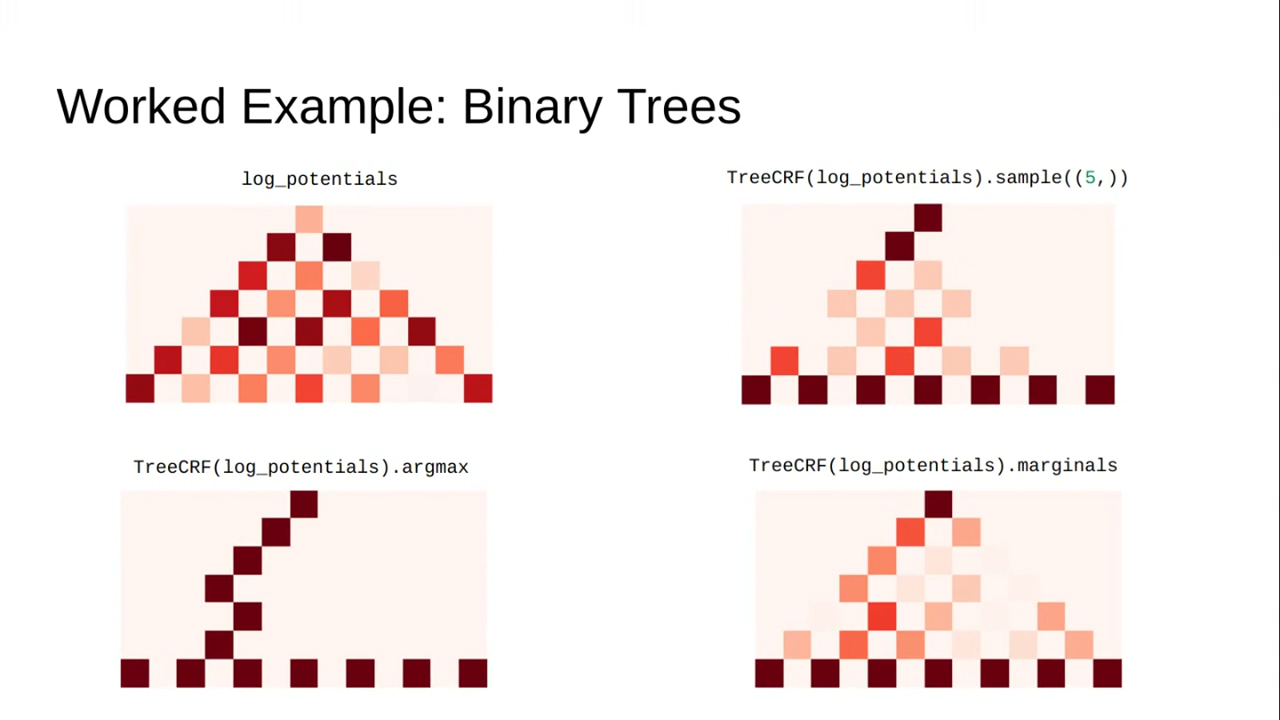 Worked Example: Binary Trees
log_potentials
TreeCRF(log_potentials).sample((5,))
TreeCRF(log_potentials).argmax
TreeCRF(log_potentials).marginals